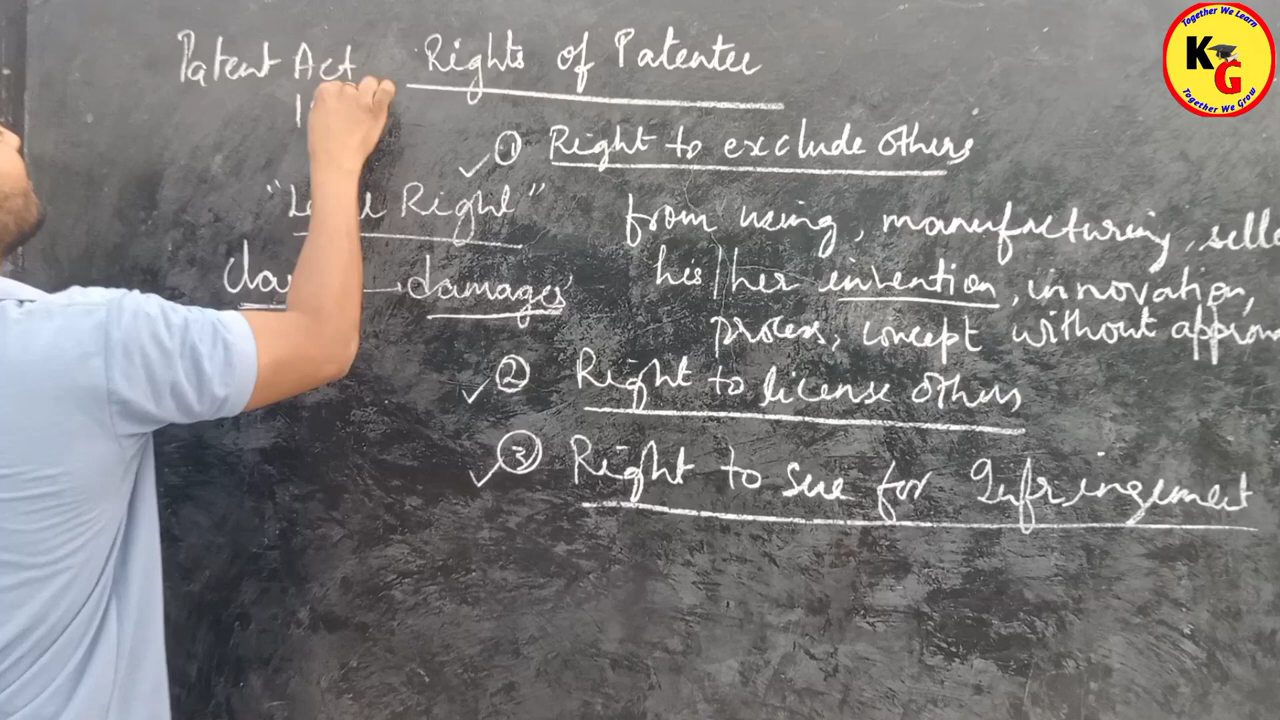 Patent Act
Rights of Patentee
① Right to exclude others
Right"
from using, manufacturing,
his/her invention, innovation,
process, concept without
damages
② Right to license others
③ Right to sue for Infringement
Together We Learn
KG
Together We Grow